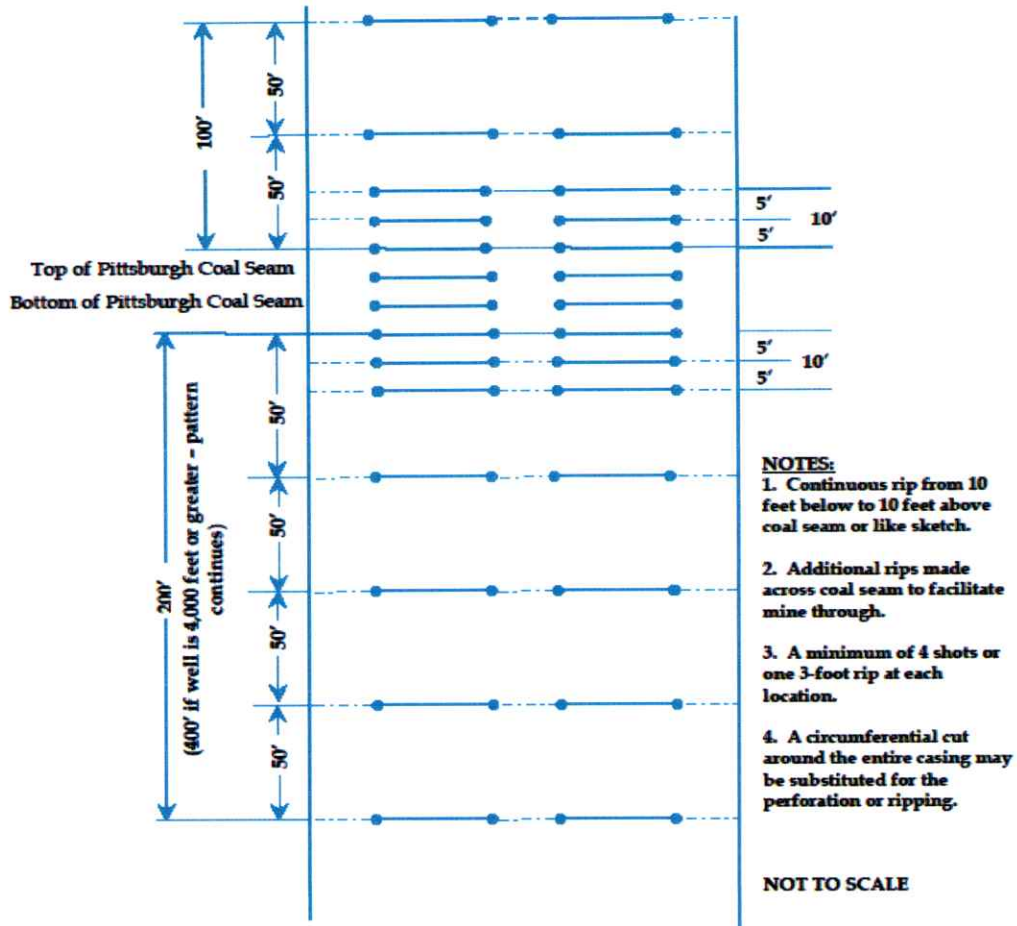 100'
50'
50'
5'
10'
5'
Top of Pittsburgh Coal Seam
Bottom of Pittsburgh Coal Seam
5'
10'
5'
200'
(400' if well is 4,000 feet or greater – pattern
continues)
50'
50'
50'
50'
NOTES:
1. Continuous rip from 10
feet below to 10 feet above
coal seam or like sketch.
2. Additional rips made
across coal seam to facilitate
mine through.
3. A minimum of 4 shots or
one 3-foot rip at each
location.
4. A circumferential cut
around the entire casing may
be substituted for the
perforation or ripping.
NOT TO SCALE